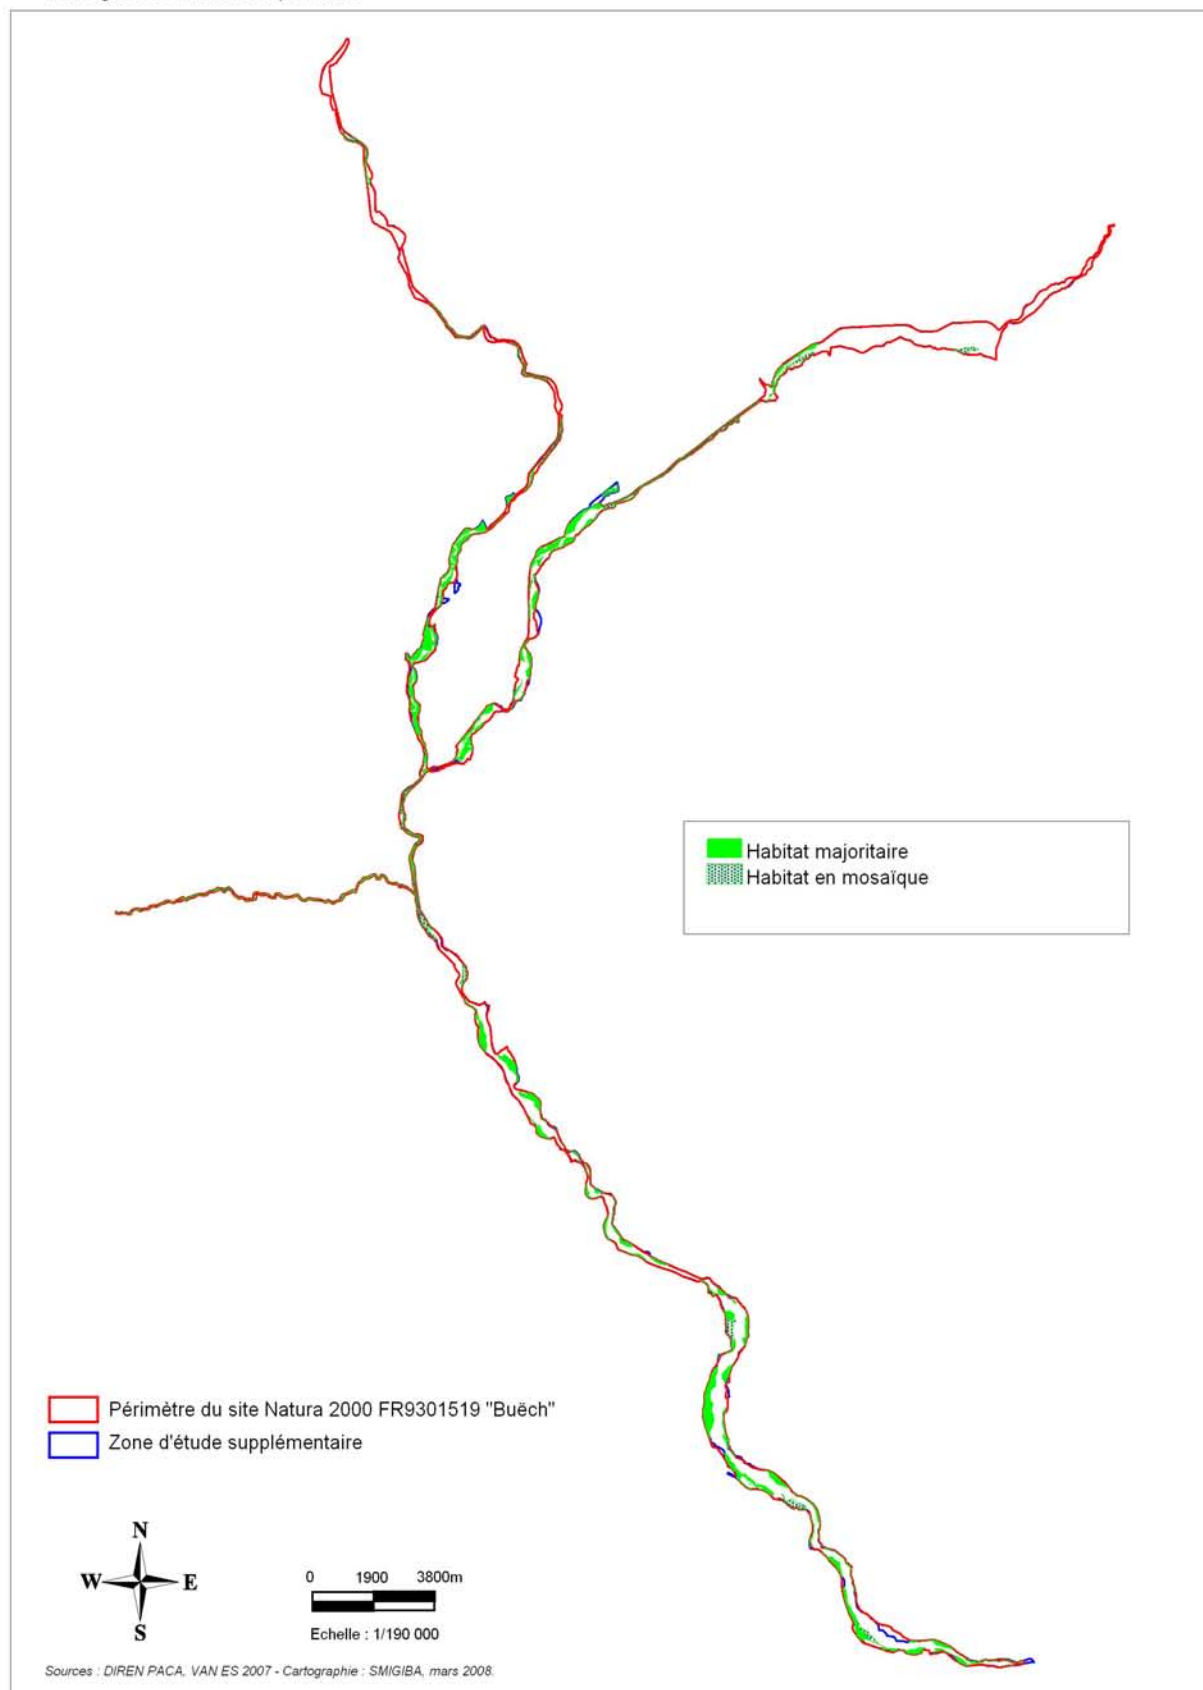 Habitat majoritaire
Habitat en mosaïque
Périmètre du site Natura 2000 FR9301519 "Buëch"
Zone d'étude supplémentaire
N
W E
S
0 1900 3800m
Echelle : 1/190 000
Sources : DIREN PACA, VAN ES 2007 - Cartographie : SMIGIBA, mars 2008.